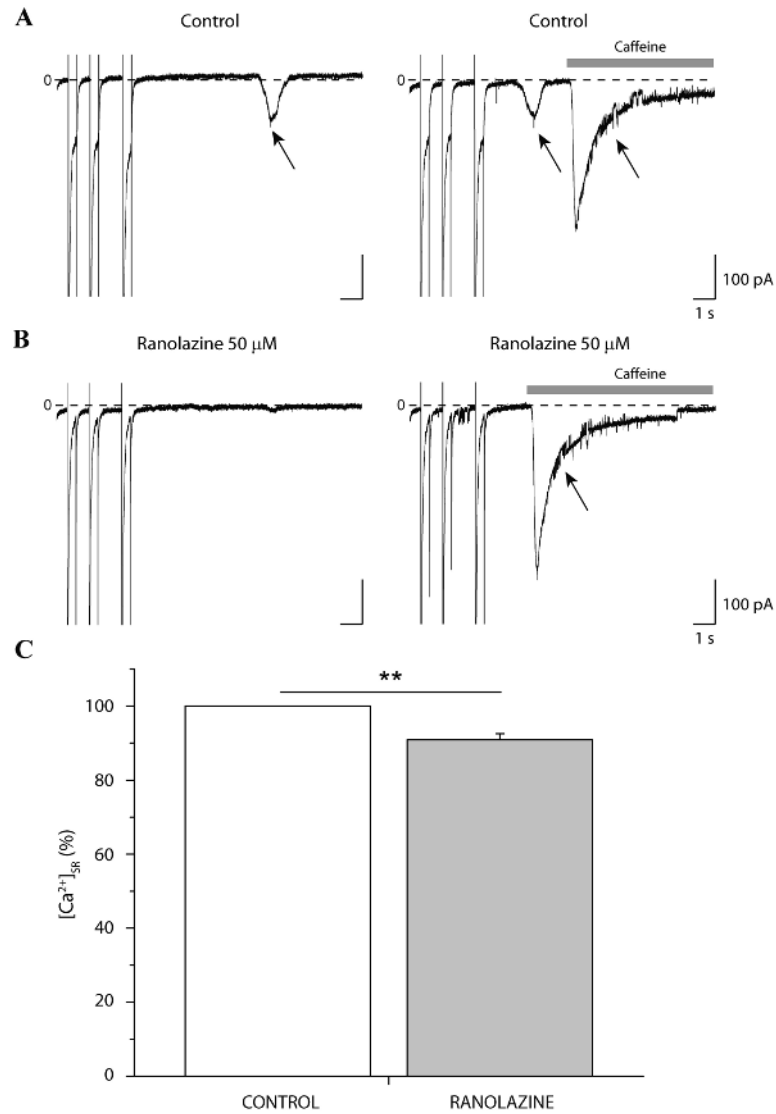 A
Control
Control
Caffeine
0
0
100 pA
1 s
B
Ranolazine 50 μM
Ranolazine 50 μM
Caffeine
0
0
100 pA
1 s
C
**
100
80
60
40
20
0
[Ca²⁺]SR (%)
CONTROL
RANOLAZINE